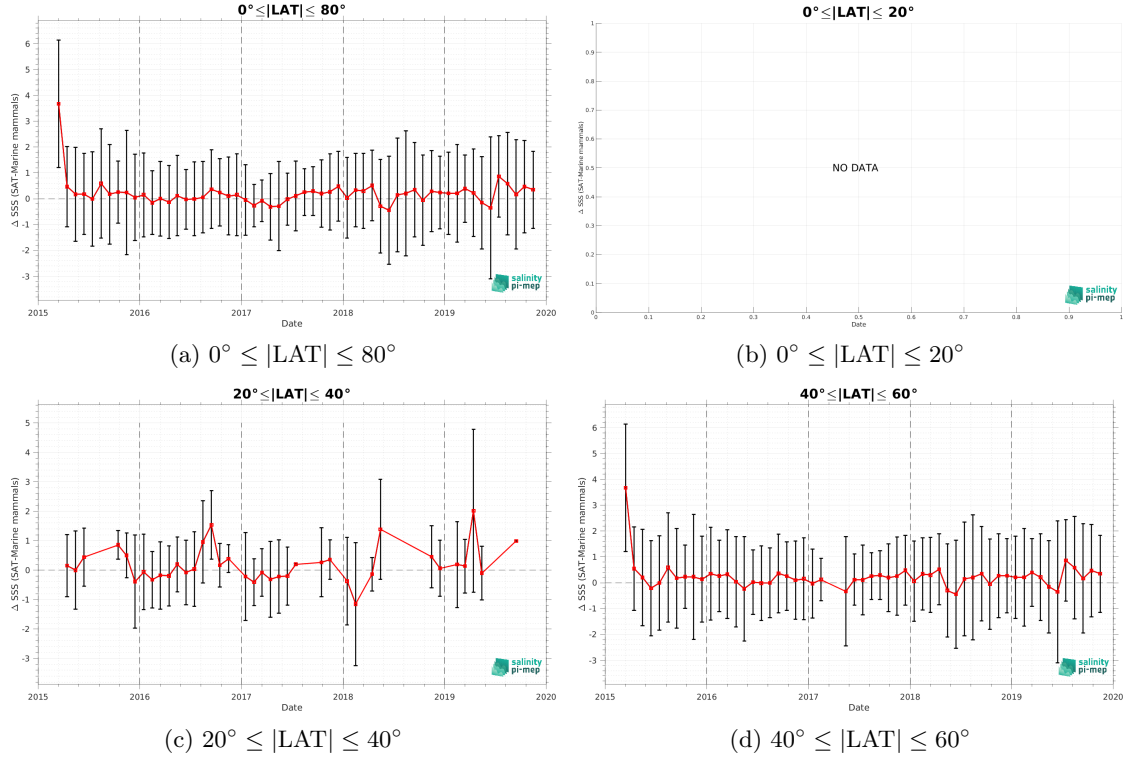 0°≤|LAT|≤ 80°
Δ SSS (SAT-Marine mammals)
6
5
4
3
2
1
0
-1
-2
-3
2015 2016 2017 2018 2019 2020
Date
salinity
pi-mep
(a) 0° ≤ |LAT| ≤ 80°
0°≤|LAT|≤ 20°
Δ SSS (SAT-Marine mammals)
1
0.9
0.8
0.7
0.6
0.5
0.4
0.3
0.2
0.1
0
NO DATA
0 0.1 0.2 0.3 0.4 0.5 0.6 0.7 0.8 0.9 1
Date
salinity
pi-mep
(b) 0° ≤ |LAT| ≤ 20°
20°≤|LAT|≤ 40°
Δ SSS (SAT-Marine mammals)
5
4
3
2
1
0
-1
-2
-3
2015 2016 2017 2018 2019 2020
Date
salinity
pi-mep
(c) 20° ≤ |LAT| ≤ 40°
40°≤|LAT|≤ 60°
Δ SSS (SAT-Marine mammals)
6
5
4
3
2
1
0
-1
-2
-3
2015 2016 2017 2018 2019 2020
Date
salinity
pi-mep
(d) 40° ≤ |LAT| ≤ 60°